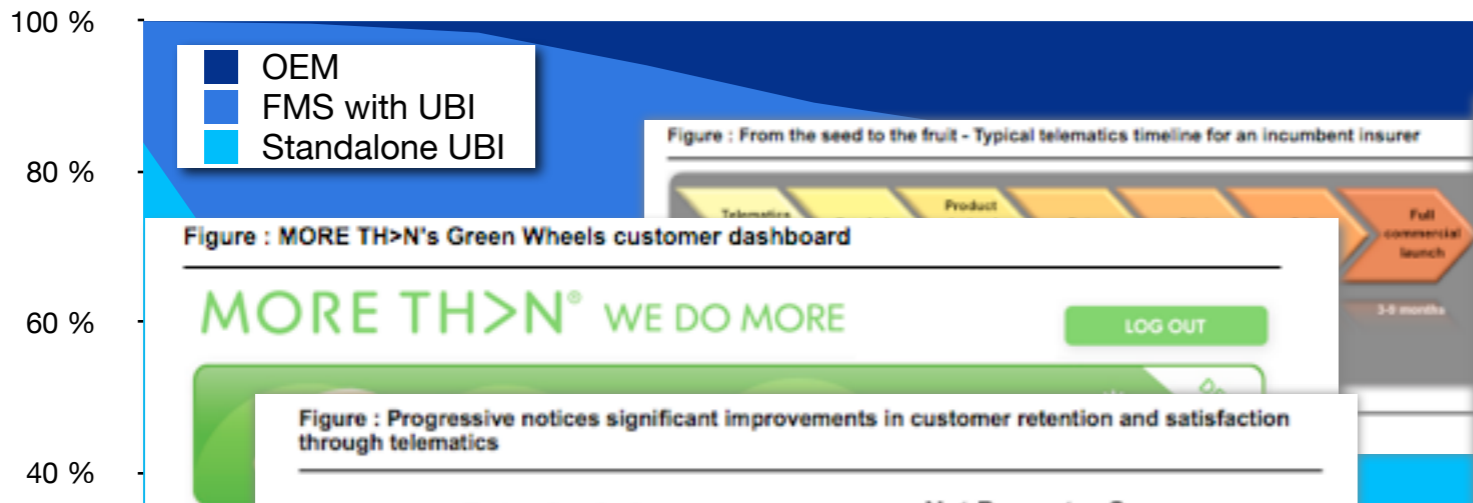 100 %
OEM
FMS with UBI
Standalone UBI
Figure : From the seed to the fruit - Typical telematics timeline for an incumbent insurer
80 %
Telematics
Product
Full
commercial
launch
Figure : MORE TH>N's Green Wheels customer dashboard
MORE TH>N® WE DO MORE
LOG OUT
60 %
Figure : Progressive notices significant improvements in customer retention and satisfaction
through telematics
40 %